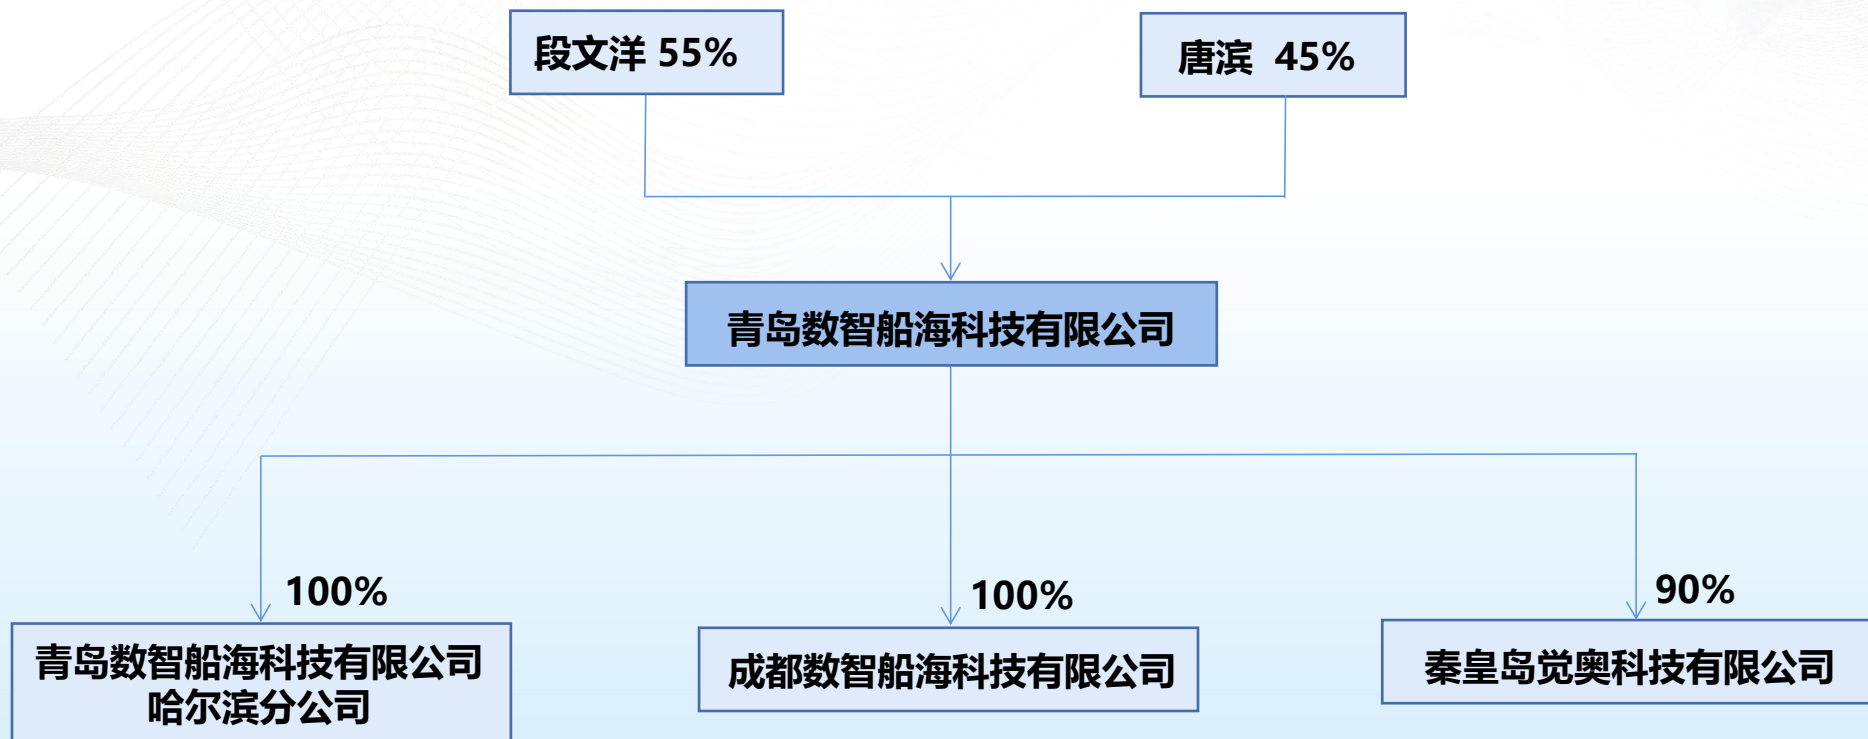 段文洋 55%
唐滨 45%
青岛数智船海科技有限公司
100%
100%
90%
青岛数智船海科技有限公司
哈尔滨分公司
成都数智船海科技有限公司
秦皇岛觉奥科技有限公司